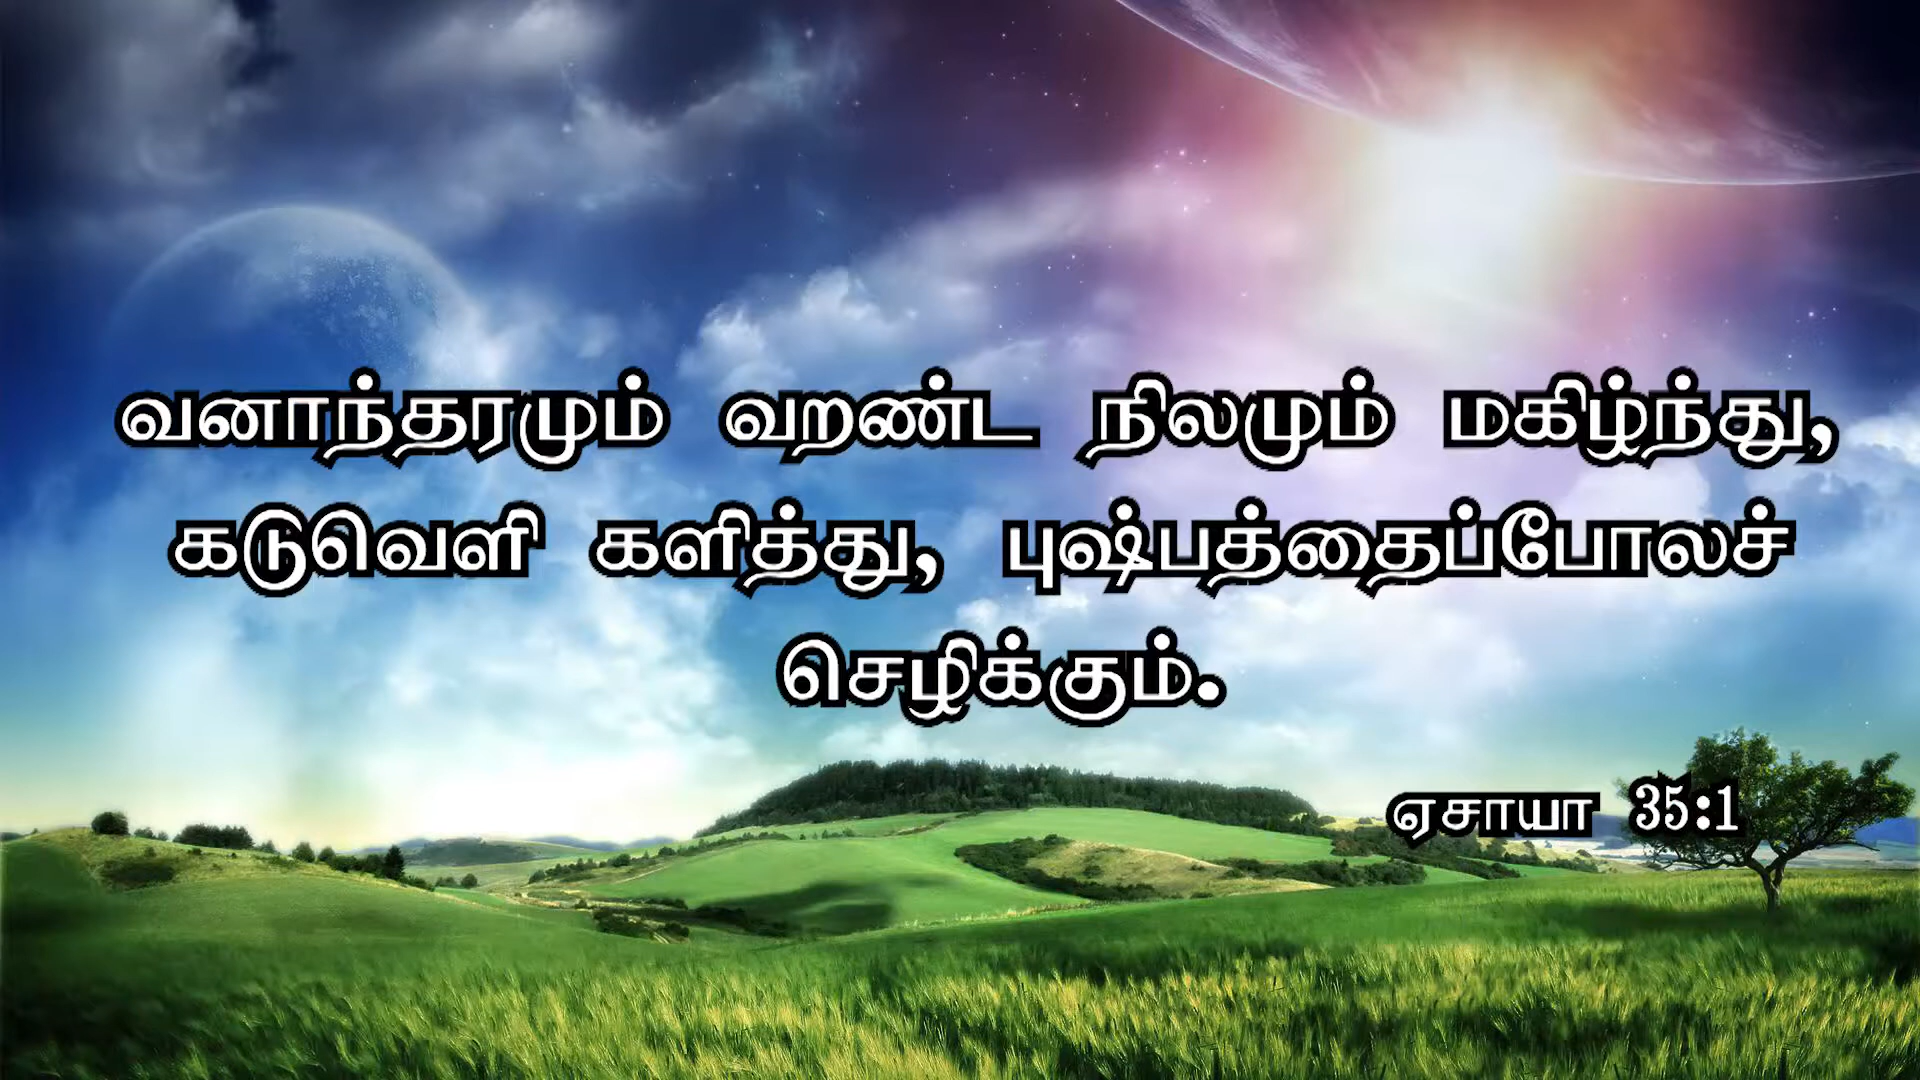 வனாந்தரமும் வறண்ட நிலமும் மகிழ்ந்து,
கடுவெளி களித்து, புஷ்பத்தைப்போலச்
செழிக்கும்.
ஏசாயா 35:1